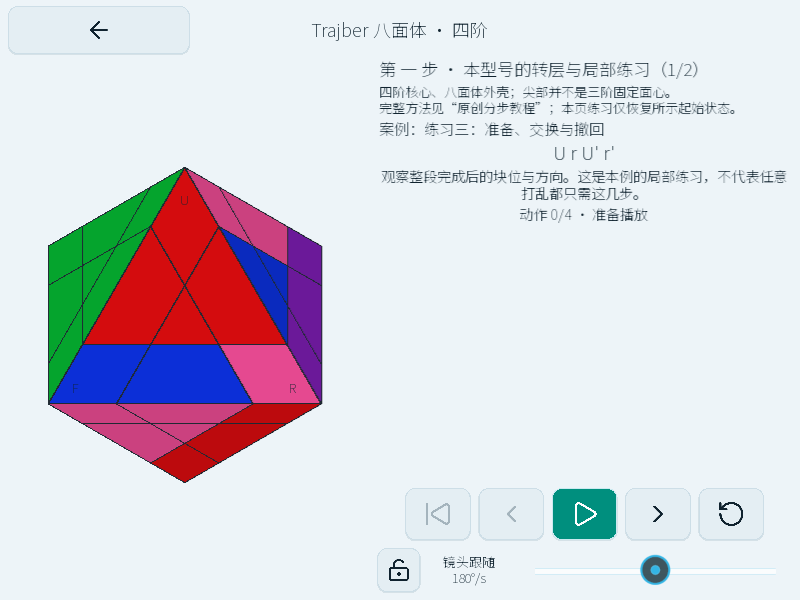 Trajber 八面体 · 四阶
第一步 · 本型号的转层与局部练习（1/2）
四阶核心、八面体外壳；尖部并不是三阶固定面心。
完整方法见“原创分步教程”；本页练习仅恢复所示起始状态。
案例：练习三：准备、交换与撤回
U r U' r'
观察整段完成后的块位与方向。这是本例的局部练习，不代表任意
打乱都只需这几步。
动作 0/4 · 准备播放
U
F
R
镜头跟随
180°/s